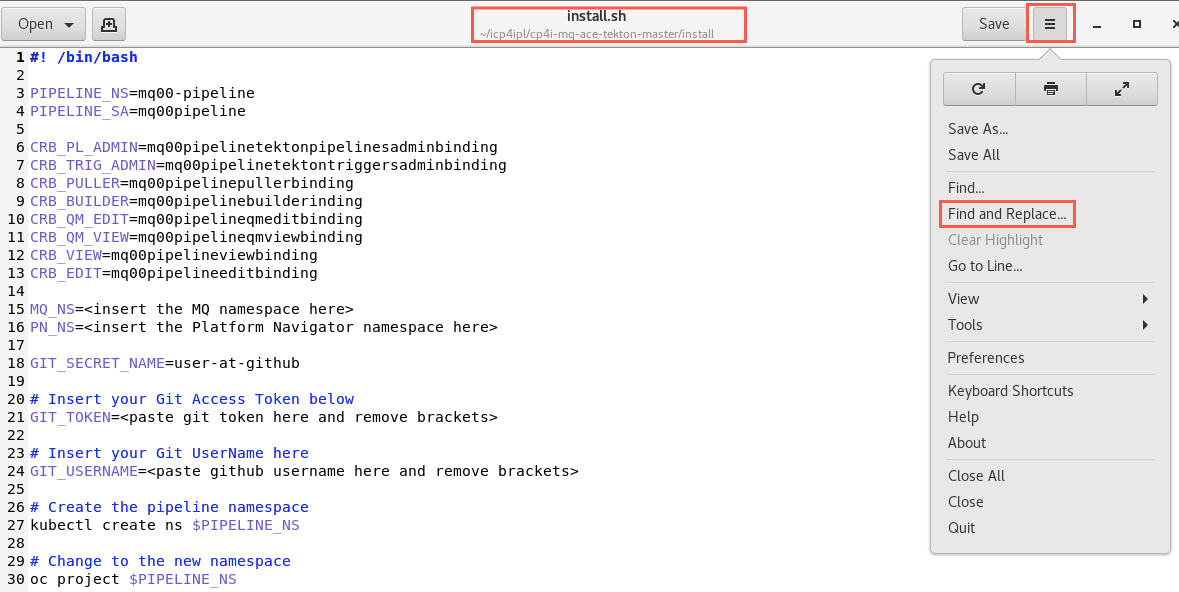 Open
install.sh
~/icp4ipl/cp4i-mq-ace-tekton-master/install
Save
1 #! /bin/bash
2
3 PIPELINE_NS=mq00-pipeline
4 PIPELINE_SA=mq00pipeline
5
6 CRB_PL_ADMIN=mq00pipelinetektonpipelinesadminbinding
7 CRB_TRIG_ADMIN=mq00pipelinetektontriggersadminbinding
8 CRB_PULLER=mq00pipelinepullerbinding
9 CRB_BUILDER=mq00pipelinebuilderinding
10 CRB_QM_EDIT=mq00pipelineqmeditbinding
11 CRB_QM_VIEW=mq00pipelineqmviewbinding
12 CRB_VIEW=mq00pipelineviewbinding
13 CRB_EDIT=mq00pipelineeditbinding
14
15 MQ_NS=<insert the MQ namespace here>
16 PN_NS=<insert the Platform Navigator namespace here>
17
18 GIT_SECRET_NAME=user-at-github
19
20 # Insert your Git Access Token below
21 GIT_TOKEN=<paste git token here and remove brackets>
22
23 # Insert your Git UserName here
24 GIT_USERNAME=<paste github username here and remove brackets>
25
26 # Create the pipeline namespace
27 kubectl create ns $PIPELINE_NS
28
29 # Change to the new namespace
30 oc project $PIPELINE_NS
Save As...
Save All
Find...
Find and Replace...
Clear Highlight
Go to Line...
View
Tools
Preferences
Keyboard Shortcuts
Help
About
Close All
Close
Quit